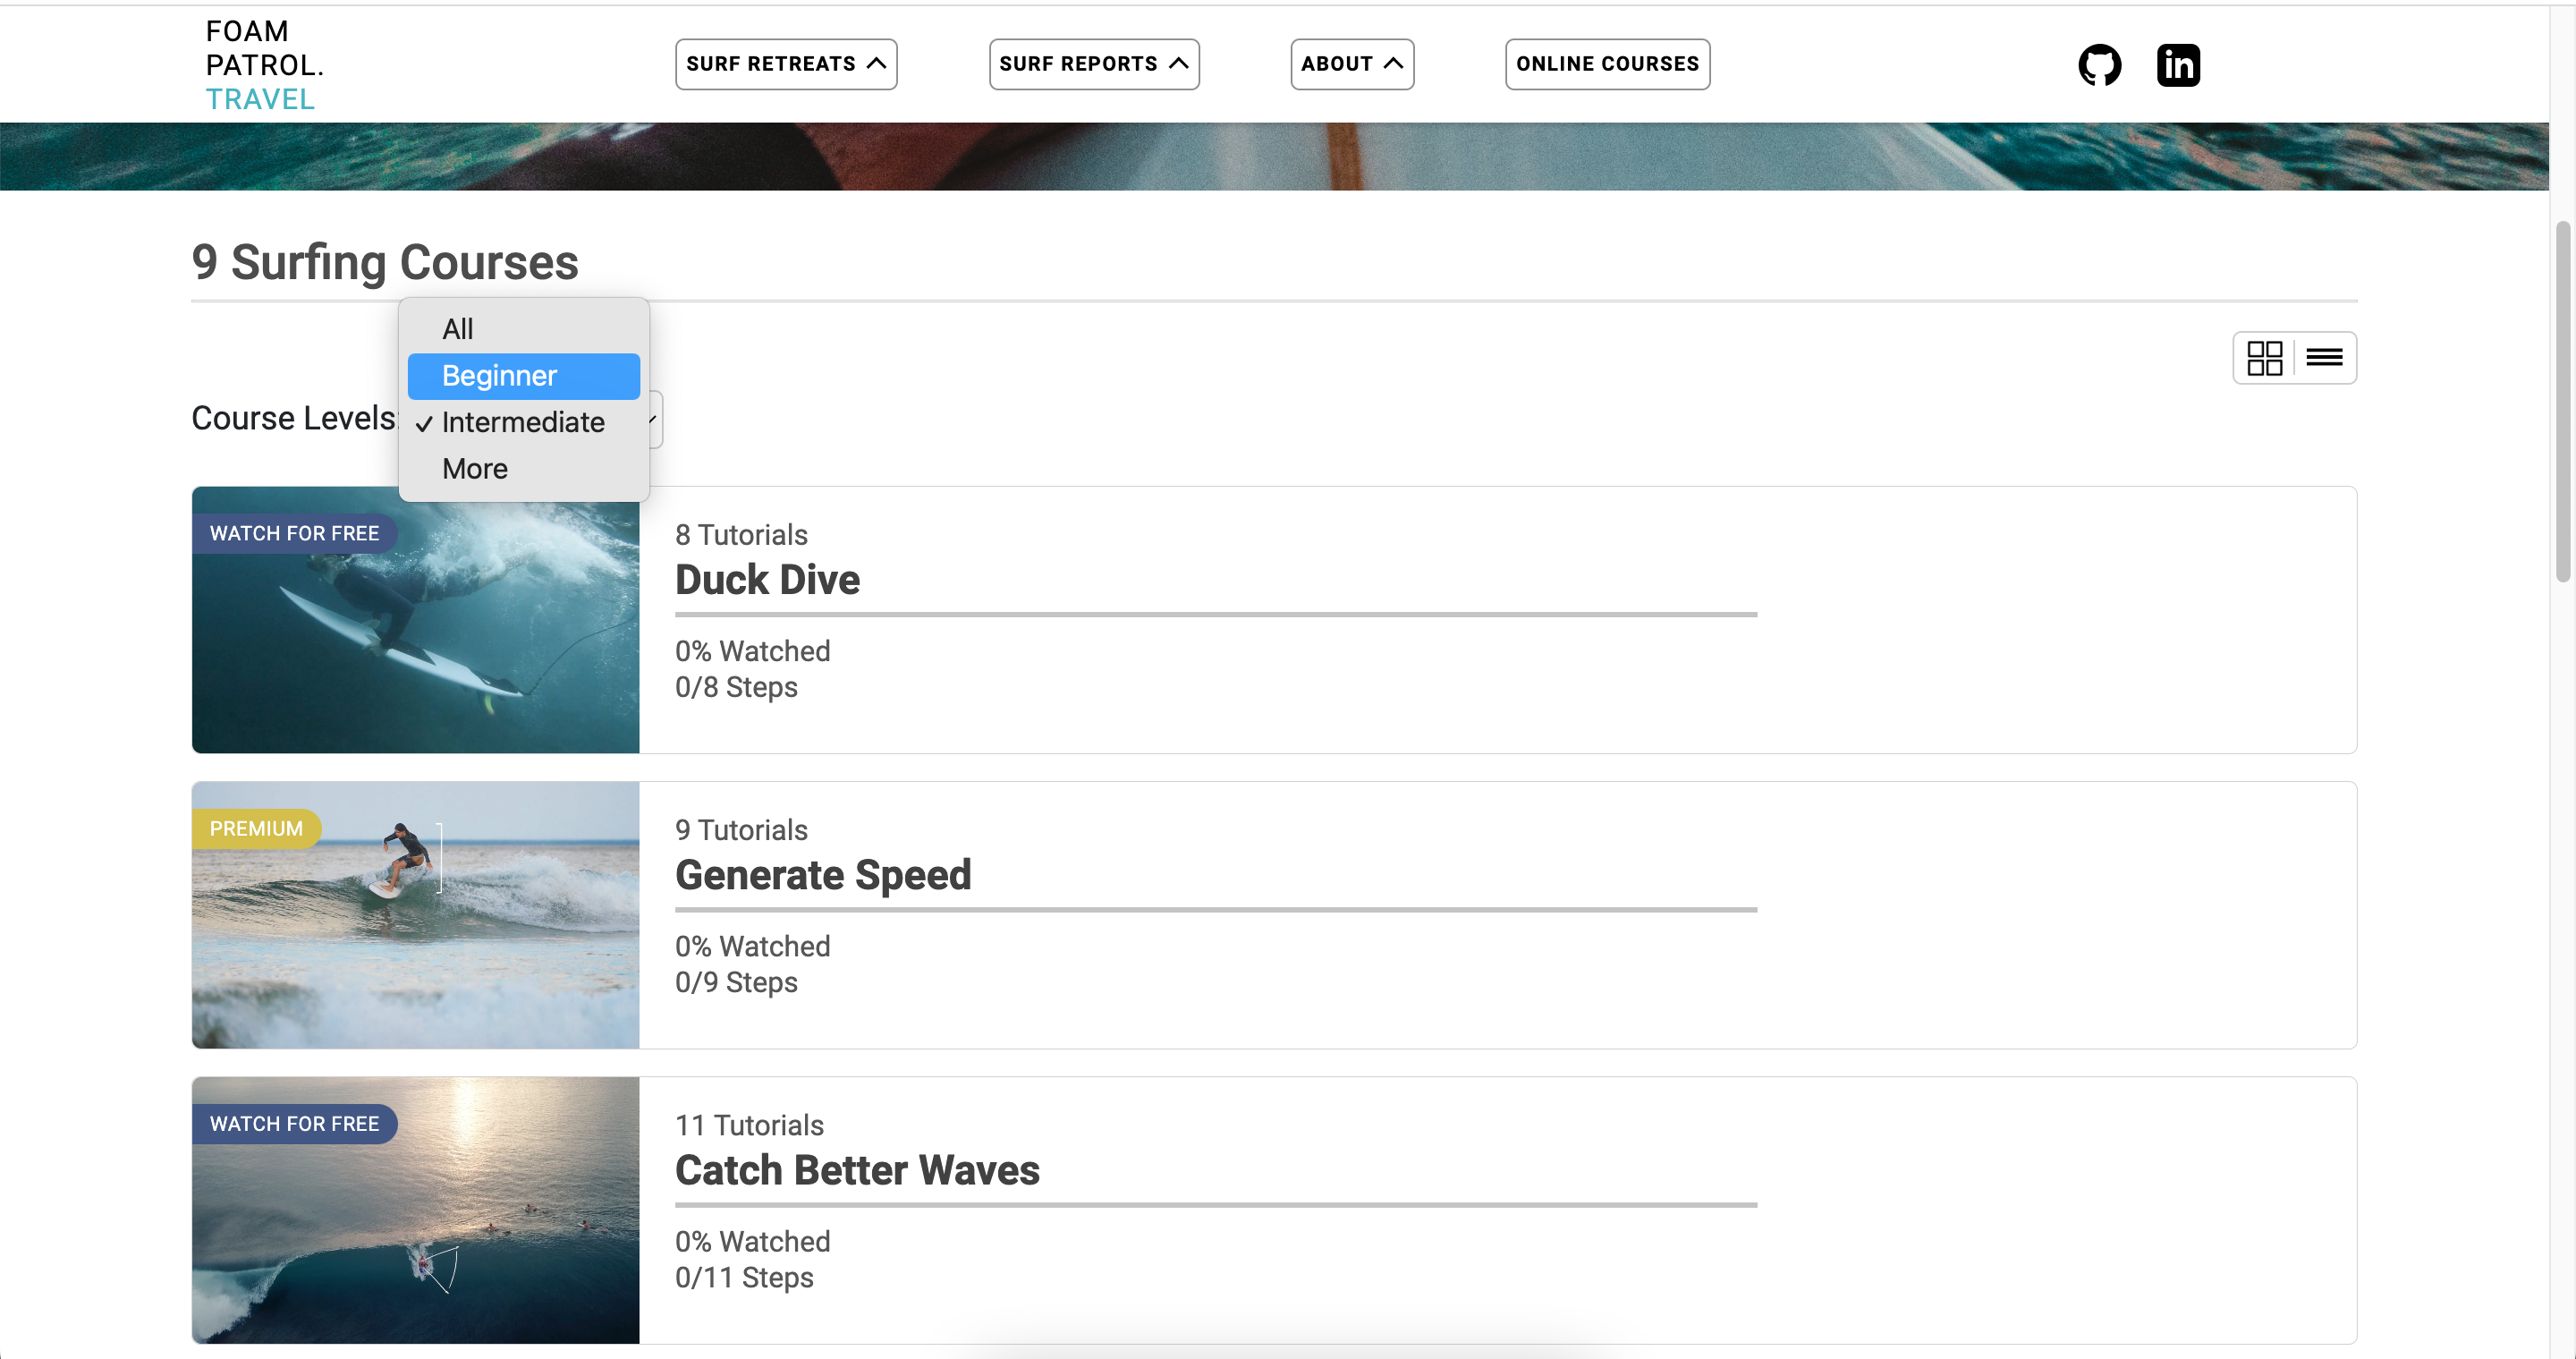 FOAM
PATROL.
TRAVEL
SURF RETREATS
SURF REPORTS
ABOUT
ONLINE COURSES
in
9 Surfing Courses
All
Beginner
Course Levels:
✓ Intermediate
More
WATCH FOR FREE
8 Tutorials
Duck Dive
0% Watched
0/8 Steps
PREMIUM
9 Tutorials
Generate Speed
0% Watched
0/9 Steps
WATCH FOR FREE
11 Tutorials
Catch Better Waves
0% Watched
0/11 Steps